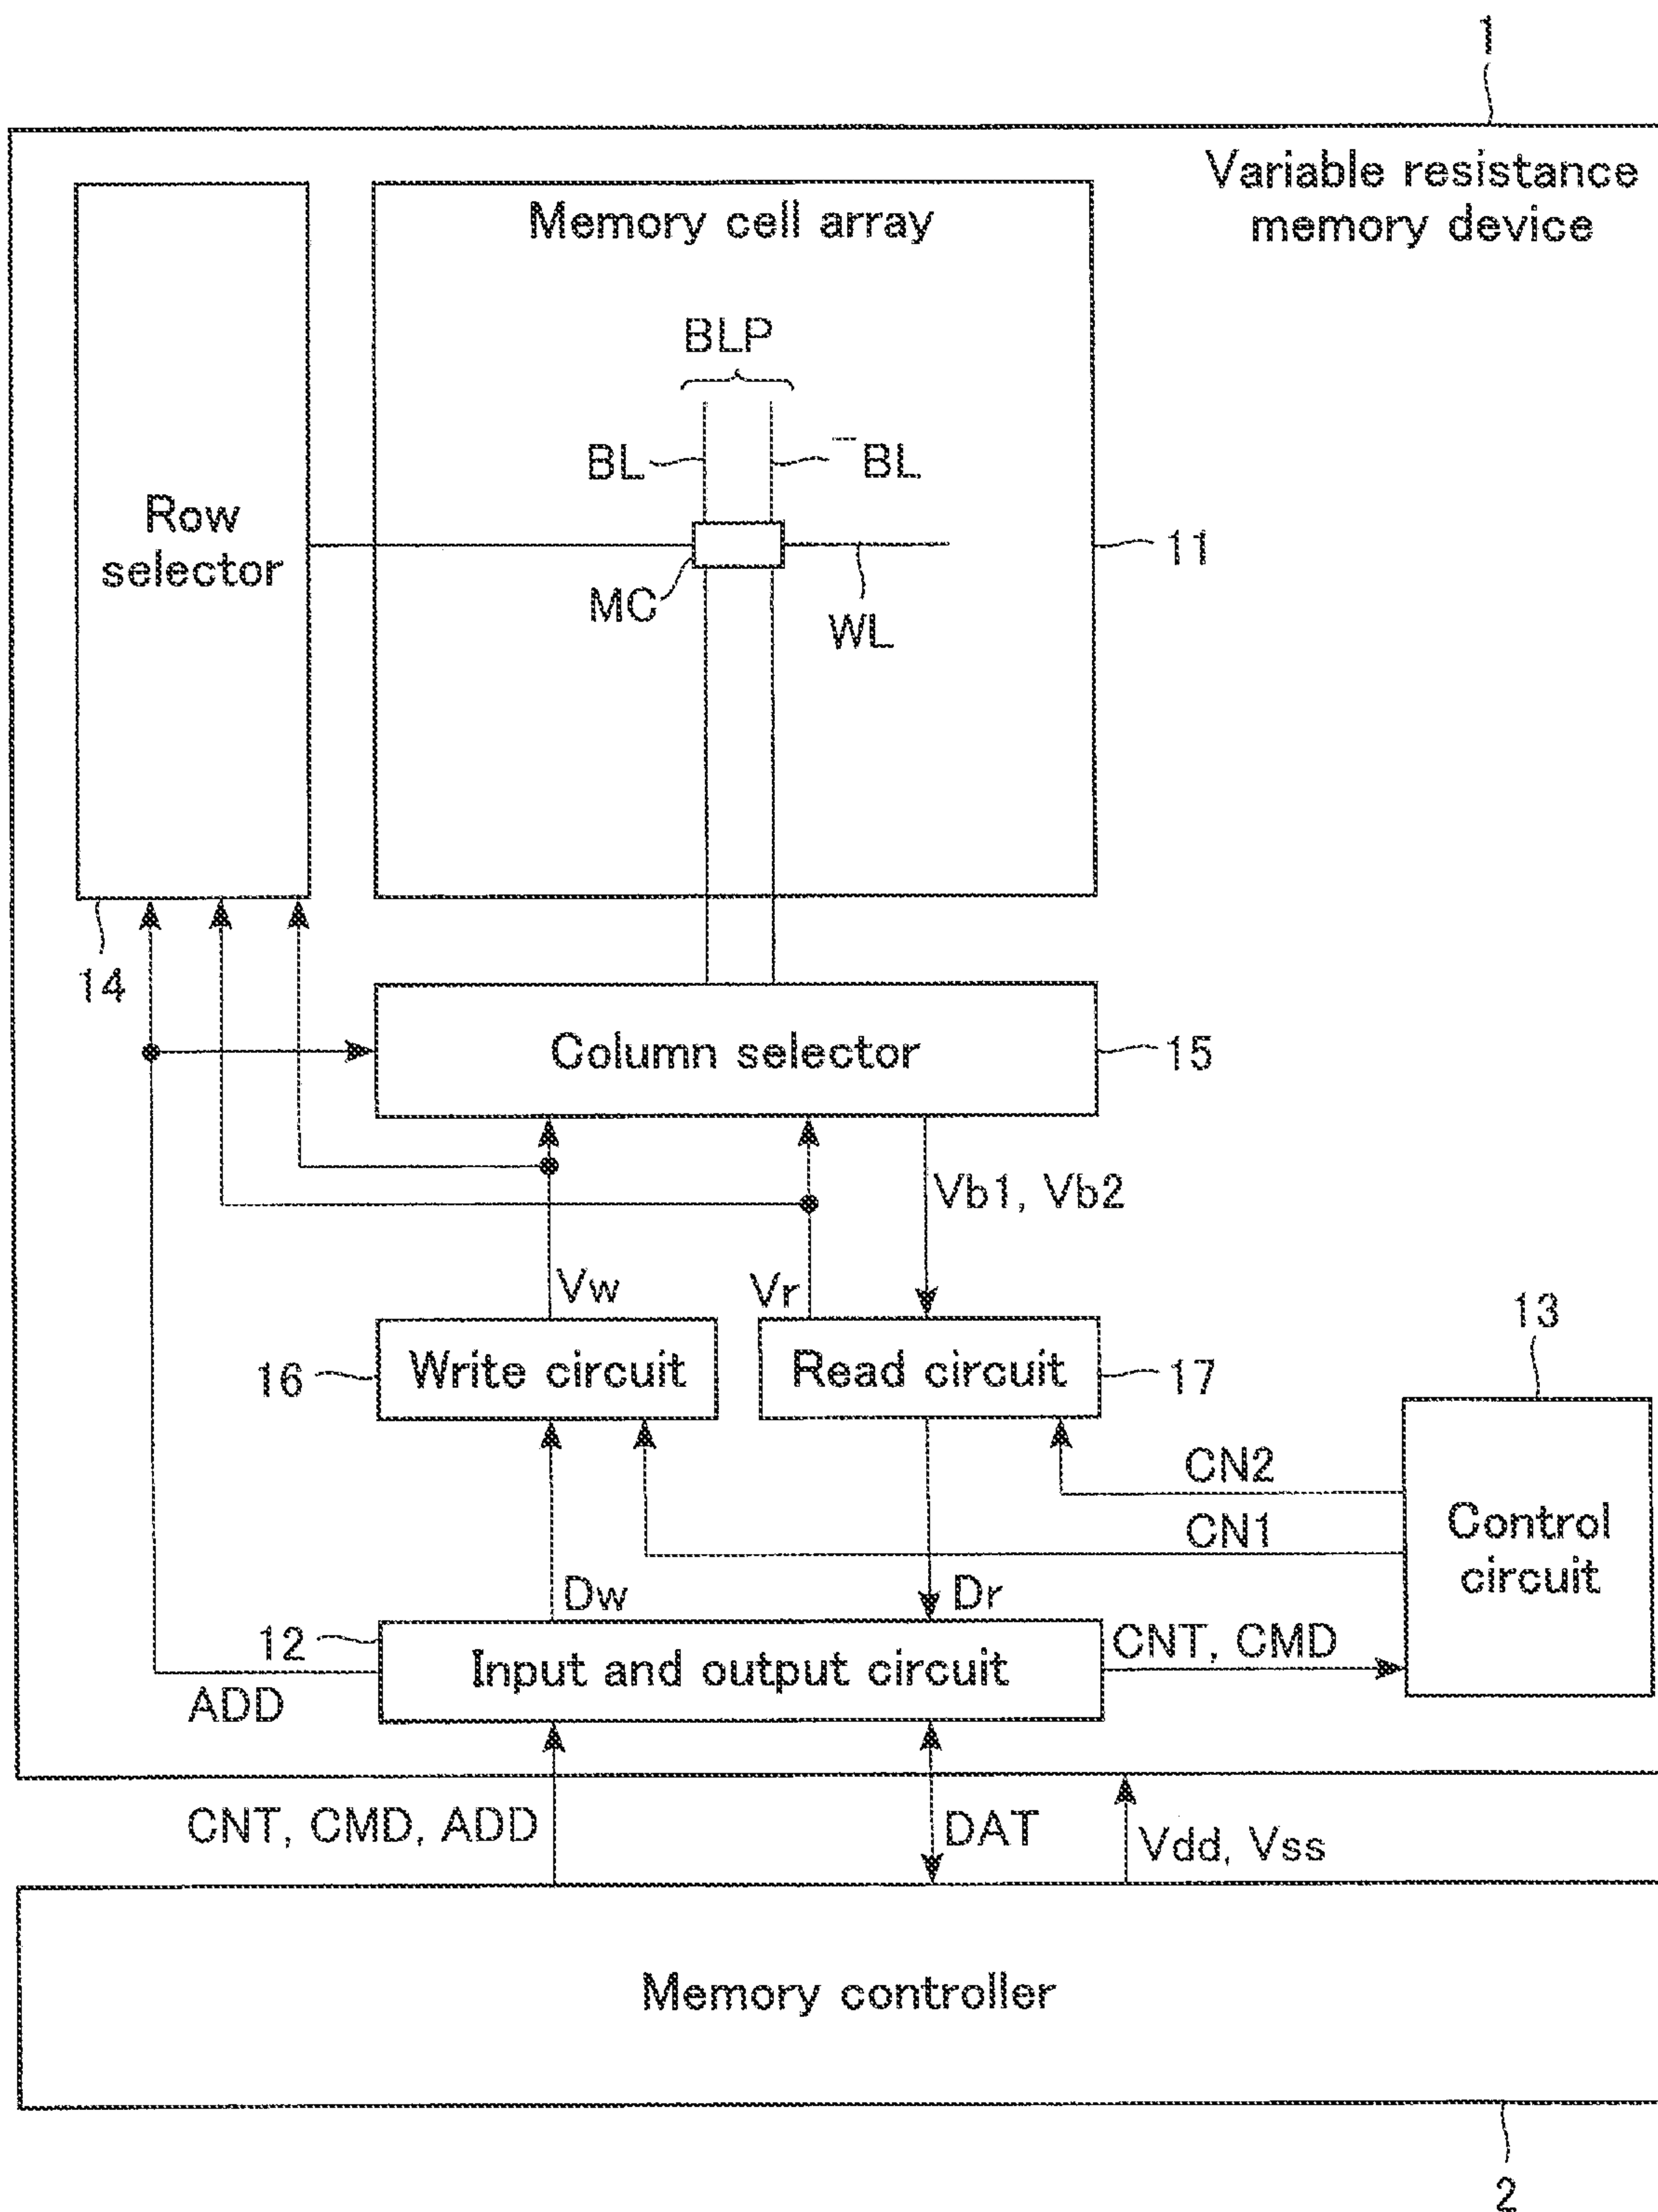 1
Variable resistance
memory device
Memory cell array
BLP
BL
¯BL
Row
selector
11
MC
WL
14
Column selector
15
Vb1, Vb2
Vw
Vr
13
16
Write circuit
Read circuit
17
CN2
CN1
Control
circuit
Dw
Dr
12
Input and output circuit
CNT, CMD
ADD
CNT, CMD, ADD
DAT
Vdd, Vss
Memory controller
2